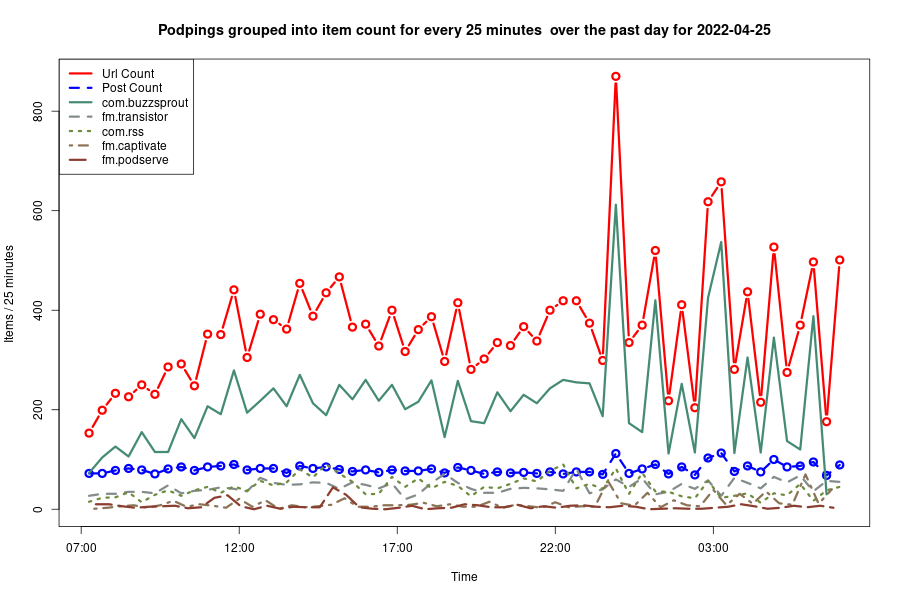 Podpings grouped into item count for every 25 minutes  over the past day for 2022-04-25
Url Count
Post Count
com.buzzsprout
fm.transistor
com.rss
fm.captivate
fm.podserve
Items / 25 minutes
800
600
400
200
0
07:00 12:00 17:00 22:00 03:00
Time